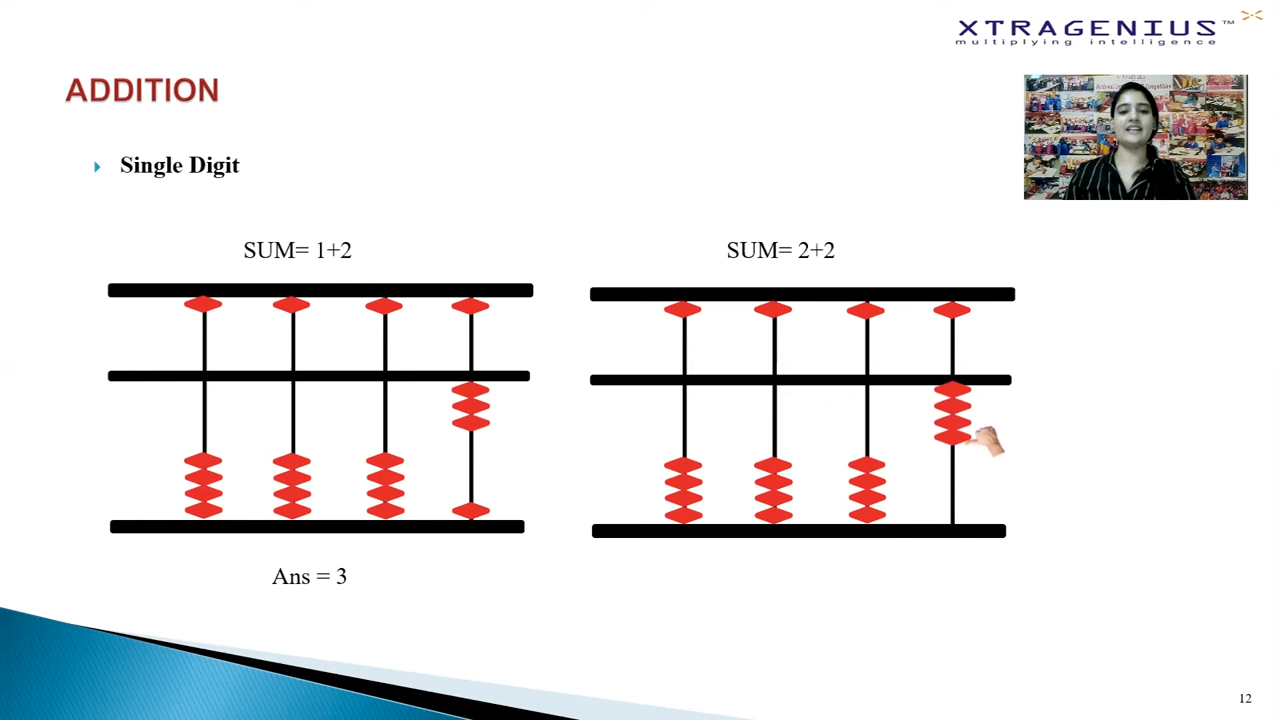 XTRAGENIUS™
multiplying intelligence
ADDITION
Single Digit
SUM= 1+2
SUM= 2+2
Ans = 3
12